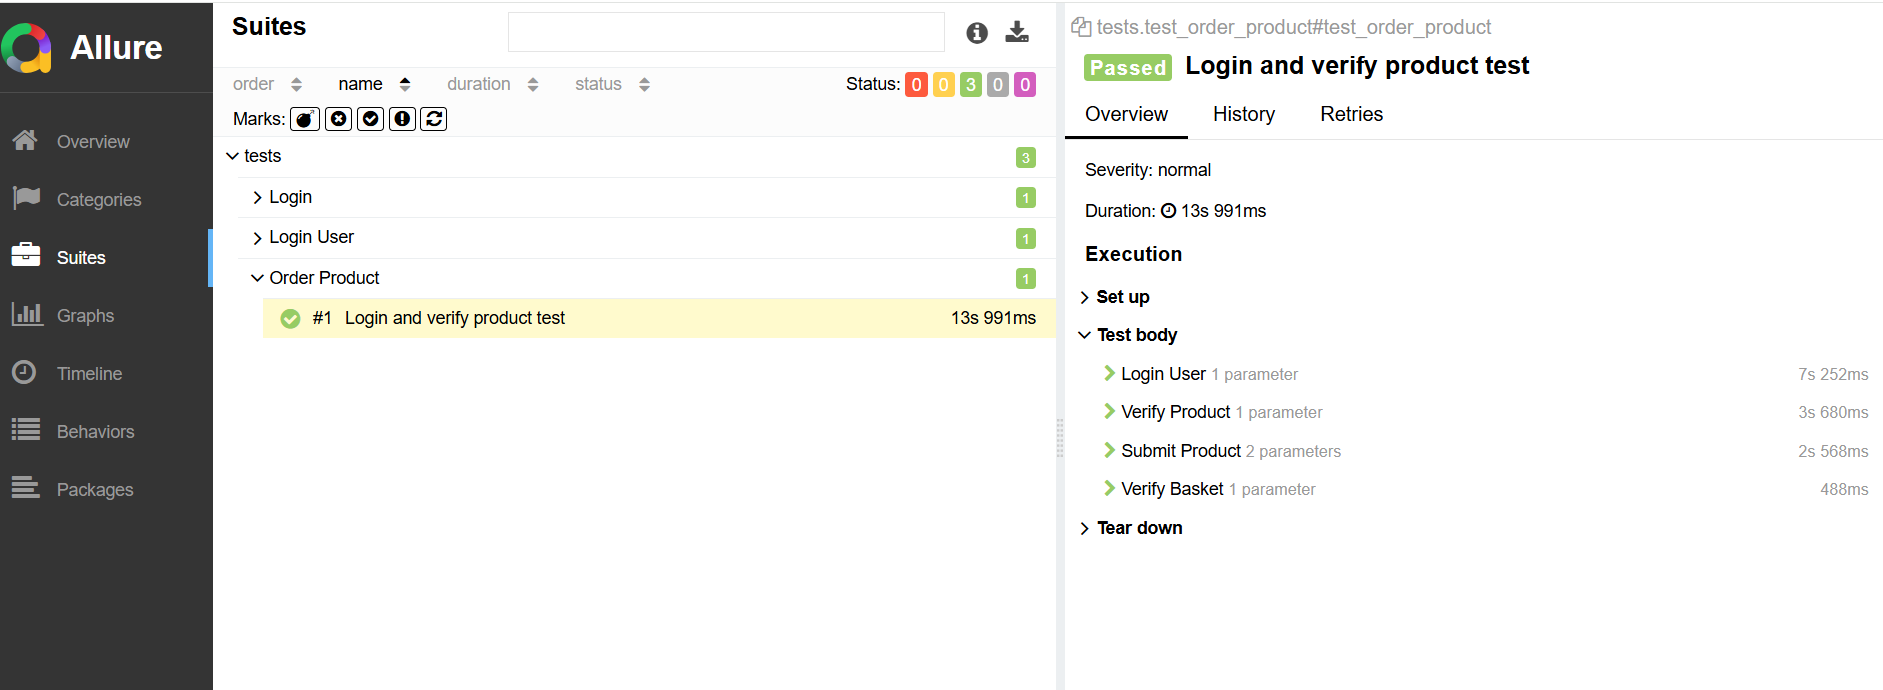 Allure
Overview
Categories
Suites
Graphs
Timeline
Behaviors
Packages
Suites
order name duration status Status: 0 0 3 0 0
Marks:
tests 3
Login 1
Login User 1
Order Product 1
#1 Login and verify product test 13s 991ms
tests.test_order_product#test_order_product
Passed Login and verify product test
Overview History Retries
Severity: normal
Duration: 13s 991ms
Execution
Set up
Test body
Login User 1 parameter 7s 252ms
Verify Product 1 parameter 3s 680ms
Submit Product 2 parameters 2s 568ms
Verify Basket 1 parameter 488ms
Tear down